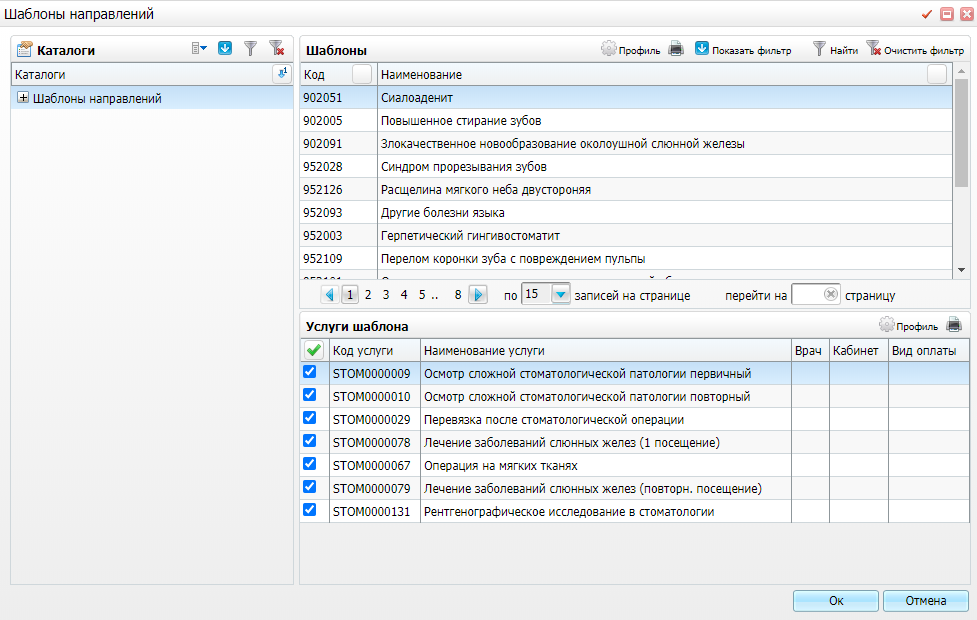 Шаблоны направлений
Каталоги
Каталоги
Шаблоны направлений
Шаблоны Профиль Показать фильтр Найти Очистить фильтр
Код Наименование
902051 Сиалоаденит
902005 Повышенное стирание зубов
902091 Злокачественное новообразование околоушной слюнной железы
952028 Синдром прорезывания зубов
952126 Расщелина мягкого неба двустороняя
952093 Другие болезни языка
952003 Герпетический гингивостоматит
952109 Перелом коронки зуба с повреждением пульпы
1 2 3 4 5 .. 8 по 15 записей на странице перейти на страницу
Услуги шаблона Профиль
Код услуги Наименование услуги Врач Кабинет Вид оплаты
STOM0000009 Осмотр сложной стоматологической патологии первичный
STOM0000010 Осмотр сложной стоматологической патологии повторный
STOM0000029 Перевязка после стоматологической операции
STOM0000078 Лечение заболеваний слюнных желез (1 посещение)
STOM0000067 Операция на мягких тканях
STOM0000079 Лечение заболеваний слюнных желез (повторн. посещение)
STOM0000131 Рентгенографическое исследование в стоматологии
Ок Отмена